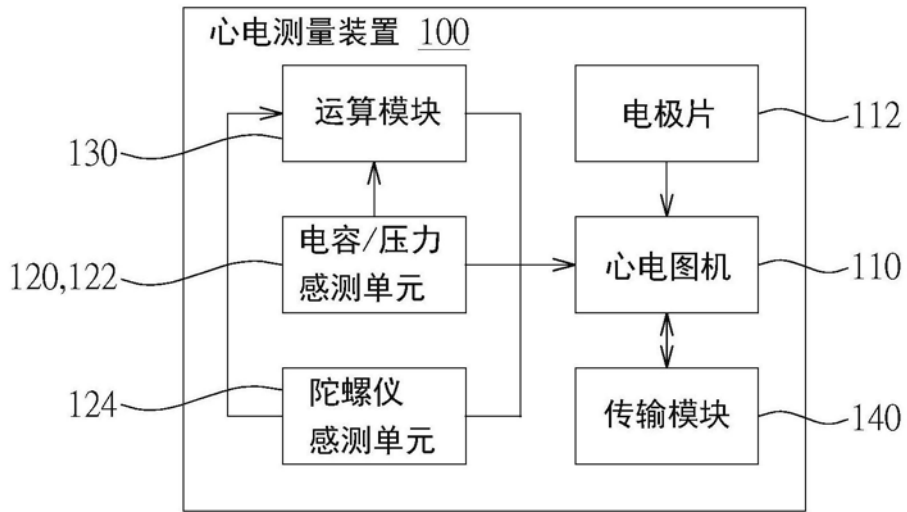 心电测量装置 100
运算模块
130
电极片
112
电容/压力
感测单元
120,122
心电图机
110
陀螺仪
感测单元
124
传输模块
140